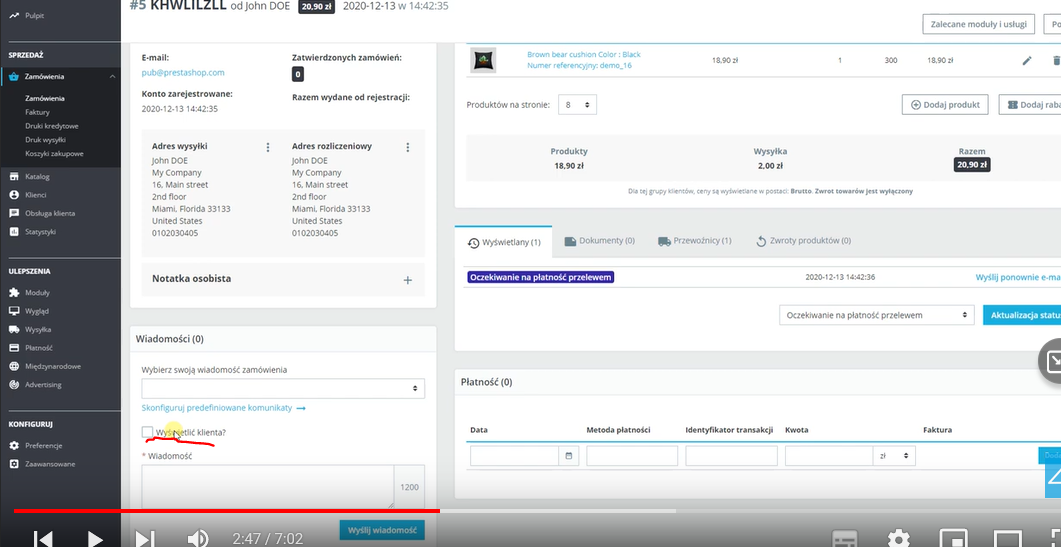 Pulpit
SPRZEDAŻ
Zamówienia
Zamówienia
Faktury
Druki kredytowe
Druk wysyłki
Koszyki zakupowe
Katalog
Klienci
Obsługa klienta
Statystyki
ULEPSZENIA
Moduły
Wygląd
Wysyłka
Płatność
Międzynarodowe
Advertising
KONFIGURUJ
Preferencje
Zaawansowane
#5 KHWLILZLL od John DOE 20,90 zł 2020-12-13 w 14:42:35
Zalecane moduły i usługi
E-mail:
pub@prestashop.com
Konto zarejestrowane:
2020-12-13 14:42:35
Zatwierdzonych zamówień:
0
Razem wydane od rejestracji:
Adres wysyłki
John DOE
My Company
16, Main street
2nd floor
Miami, Florida 33133
United States
0102030405
Adres rozliczeniowy
John DOE
My Company
16, Main street
2nd floor
Miami, Florida 33133
United States
0102030405
Notatka osobista
Wiadomości (0)
Wybierz swoją wiadomość zamówienia
Skonfiguruj predefiniowane komunikaty
Wyświetlić klienta?
* Wiadomość
1200
Wyślij wiadomość
Brown bear cushion Color : Black
Numer referencyjny: demo_16
18,90 zł 1 300 18,90 zł
Produktów na stronie: 8
Dodaj produkt
Dodaj raba
Produkty Wysyłka Razem
18,90 zł 2,00 zł 20,90 zł
Dla tej grupy klientów, ceny są wyświetlane w postaci: Brutto. Zwrot towarów jest wyłączony
Wyświetlany (1) Dokumenty (0) Przewoźnicy (1) Zwroty produktów (0)
Oczekiwanie na płatność przelewem 2020-12-13 14:42:36 Wyślij ponownie e-ma
Oczekiwanie na płatność przelewem Aktualizacja statu
Płatność (0)
Data Metoda płatności Identyfikator transakcji Kwota Faktura
zł
2:47 / 7:02